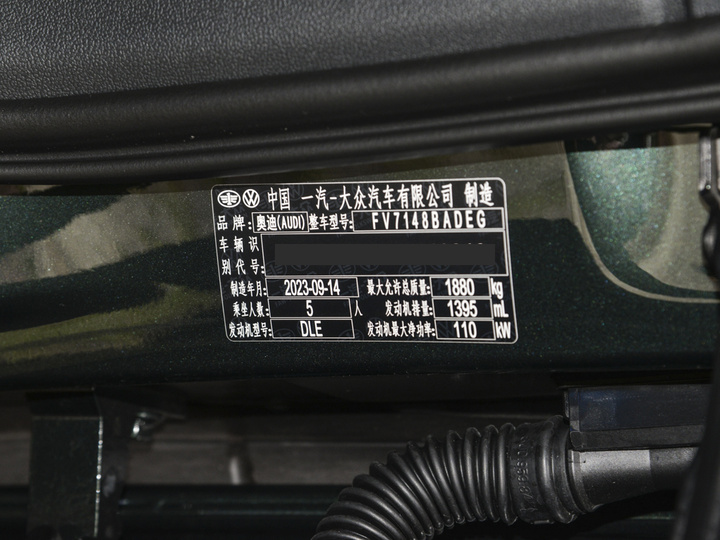 中国 一汽-大众汽车有限公司 制造
品牌: 奥迪(AUDI) 整车型号: FV7148BADEG
车辆识
别代号:
制造年月: 2023-09-14 最大允许总质量: 1880 kg
乘坐人数: 5 人 发动机排量: 1395 mL
发动机型号: DLE 发动机最大净功率: 110 kW